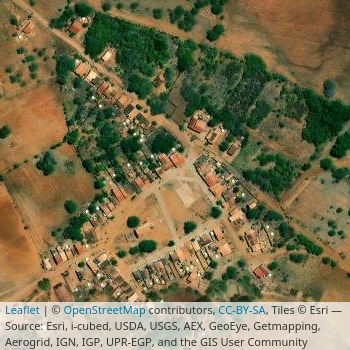 Leaflet | © OpenStreetMap contributors, CC-BY-SA, Tiles © Esri —
Source: Esri, i-cubed, USDA, USGS, AEX, GeoEye, Getmapping,
Aerogrid, IGN, IGP, UPR-EGP, and the GIS User Community